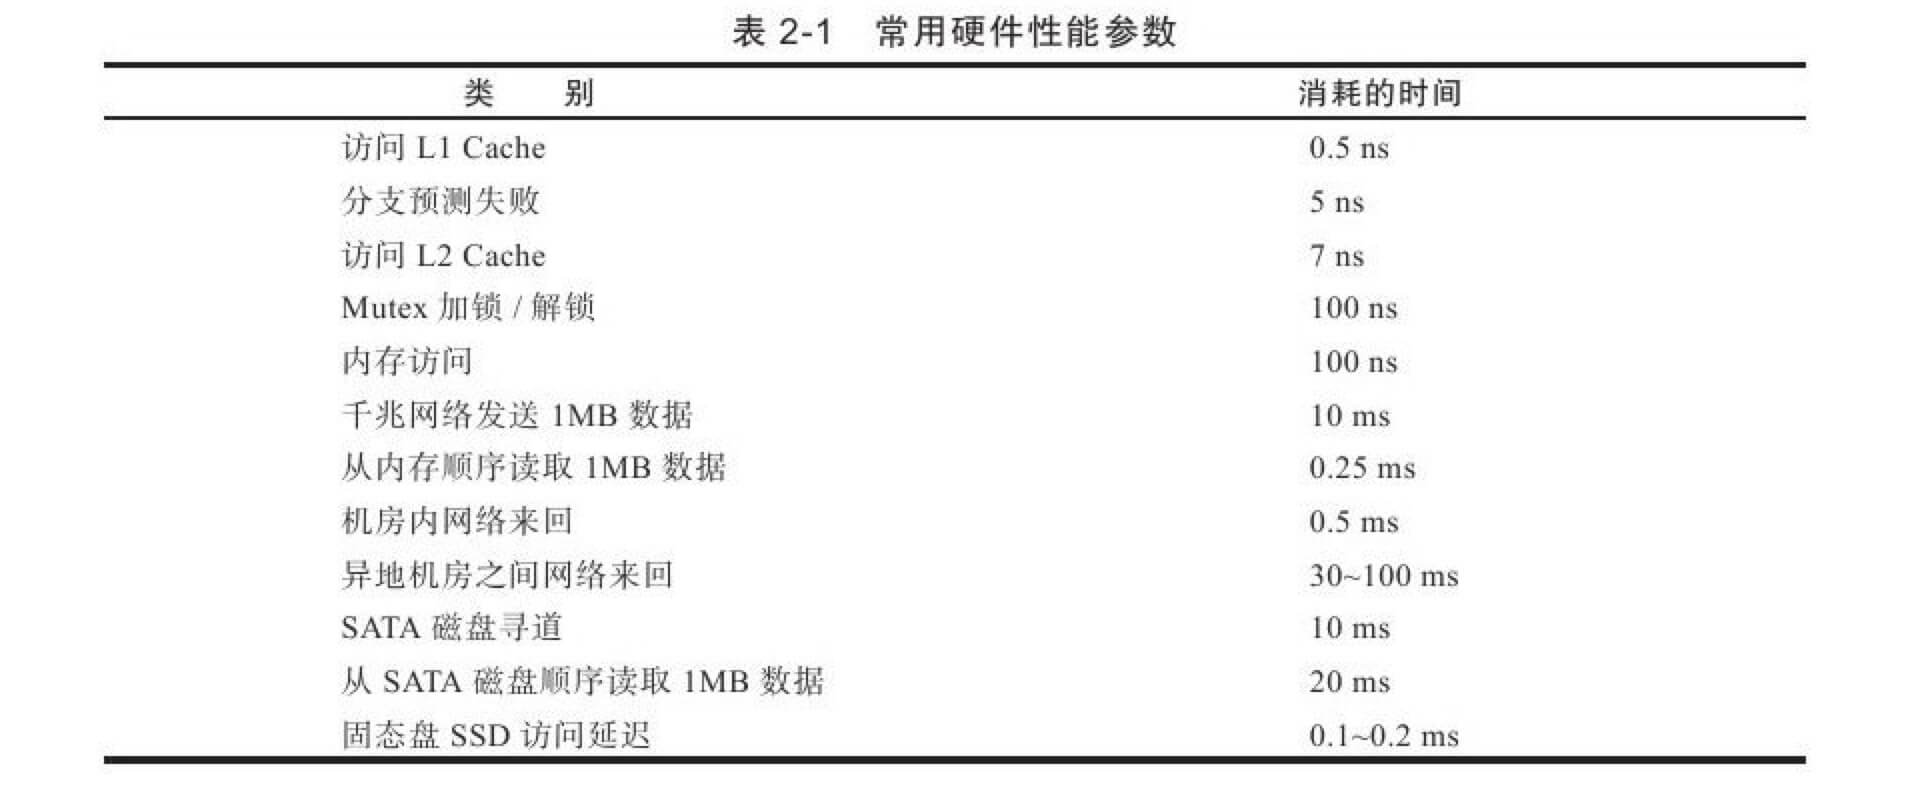 表 2-1 常用硬件性能参数
类 别 消耗的时间
访问 L1 Cache 0.5 ns
分支预测失败 5 ns
访问 L2 Cache 7 ns
Mutex 加锁 / 解锁 100 ns
内存访问 100 ns
千兆网络发送 1MB 数据 10 ms
从内存顺序读取 1MB 数据 0.25 ms
机房内网络来回 0.5 ms
异地机房之间网络来回 30~100 ms
SATA 磁盘寻道 10 ms
从 SATA 磁盘顺序读取 1MB 数据 20 ms
固态盘 SSD 访问延迟 0.1~0.2 ms